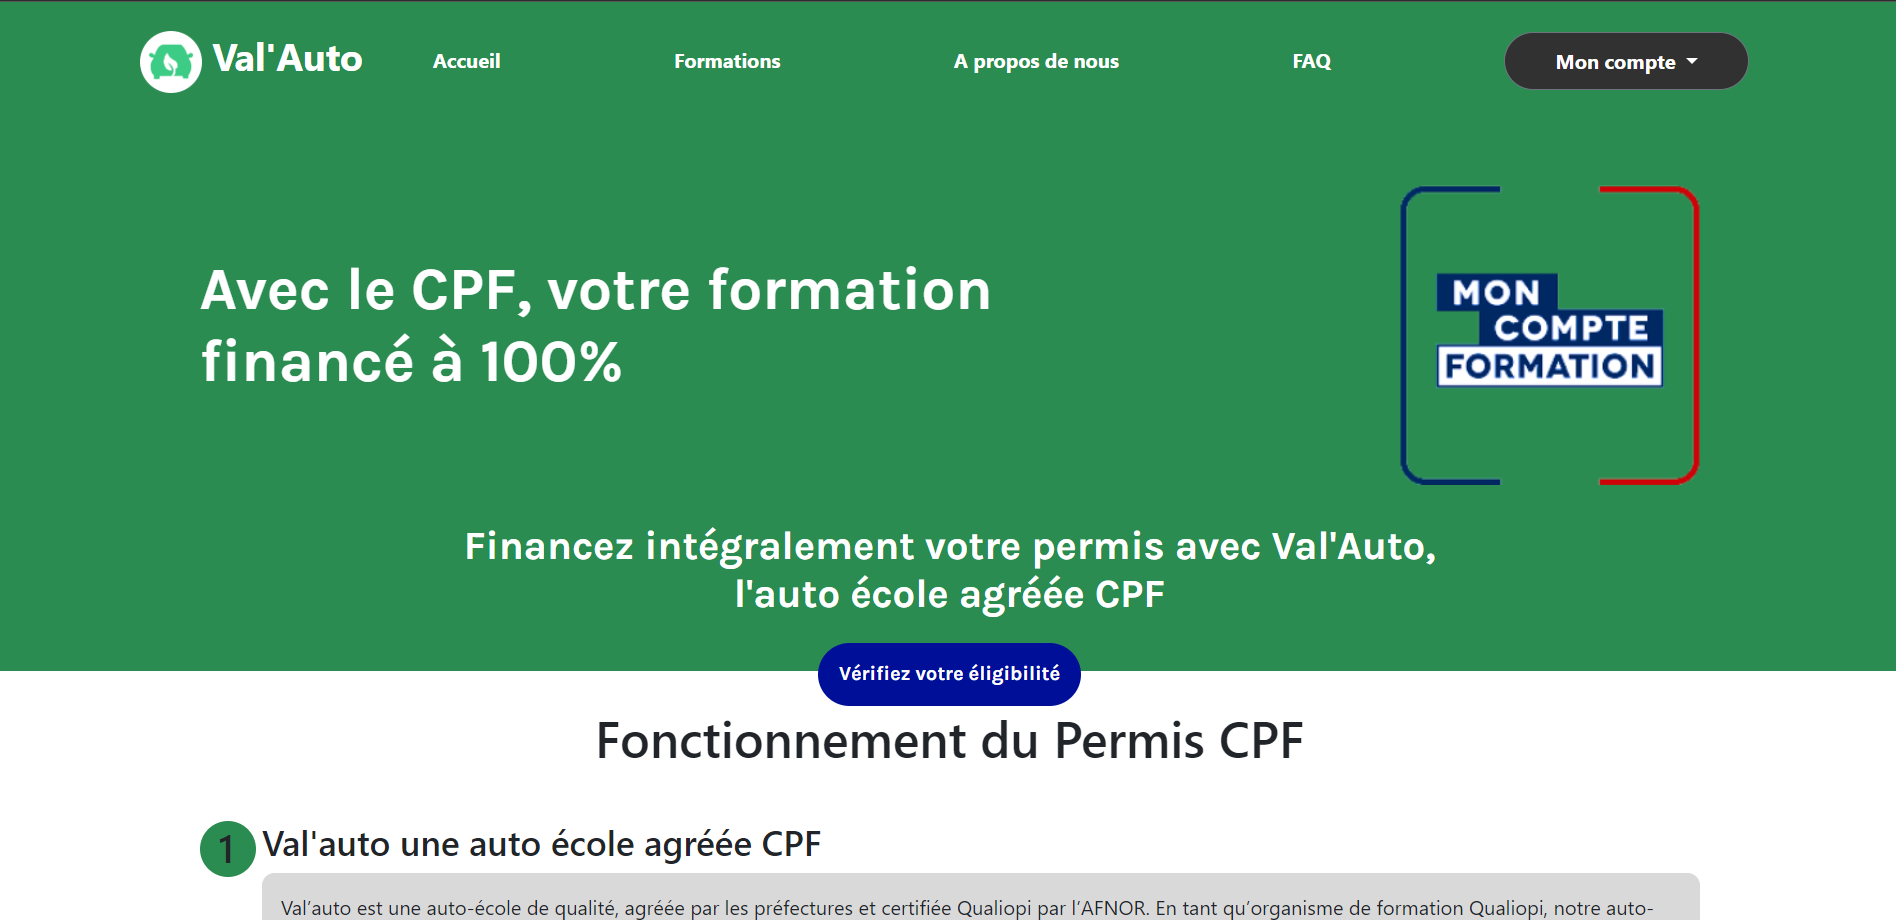 Val'Auto
Accueil
Formations
A propos de nous
FAQ
Mon compte
Avec le CPF, votre formation
financé à 100%
MON
COMPTE
FORMATION
Financez intégralement votre permis avec Val'Auto,
l'auto école agréée CPF
Vérifiez votre éligibilité
Fonctionnement du Permis CPF
1
Val'auto une auto école agréée CPF
Val’auto est une auto-école de qualité, agréée par les préfectures et certifiée Qualiopi par l’AFNOR. En tant qu’organisme de formation Qualiopi, notre auto-